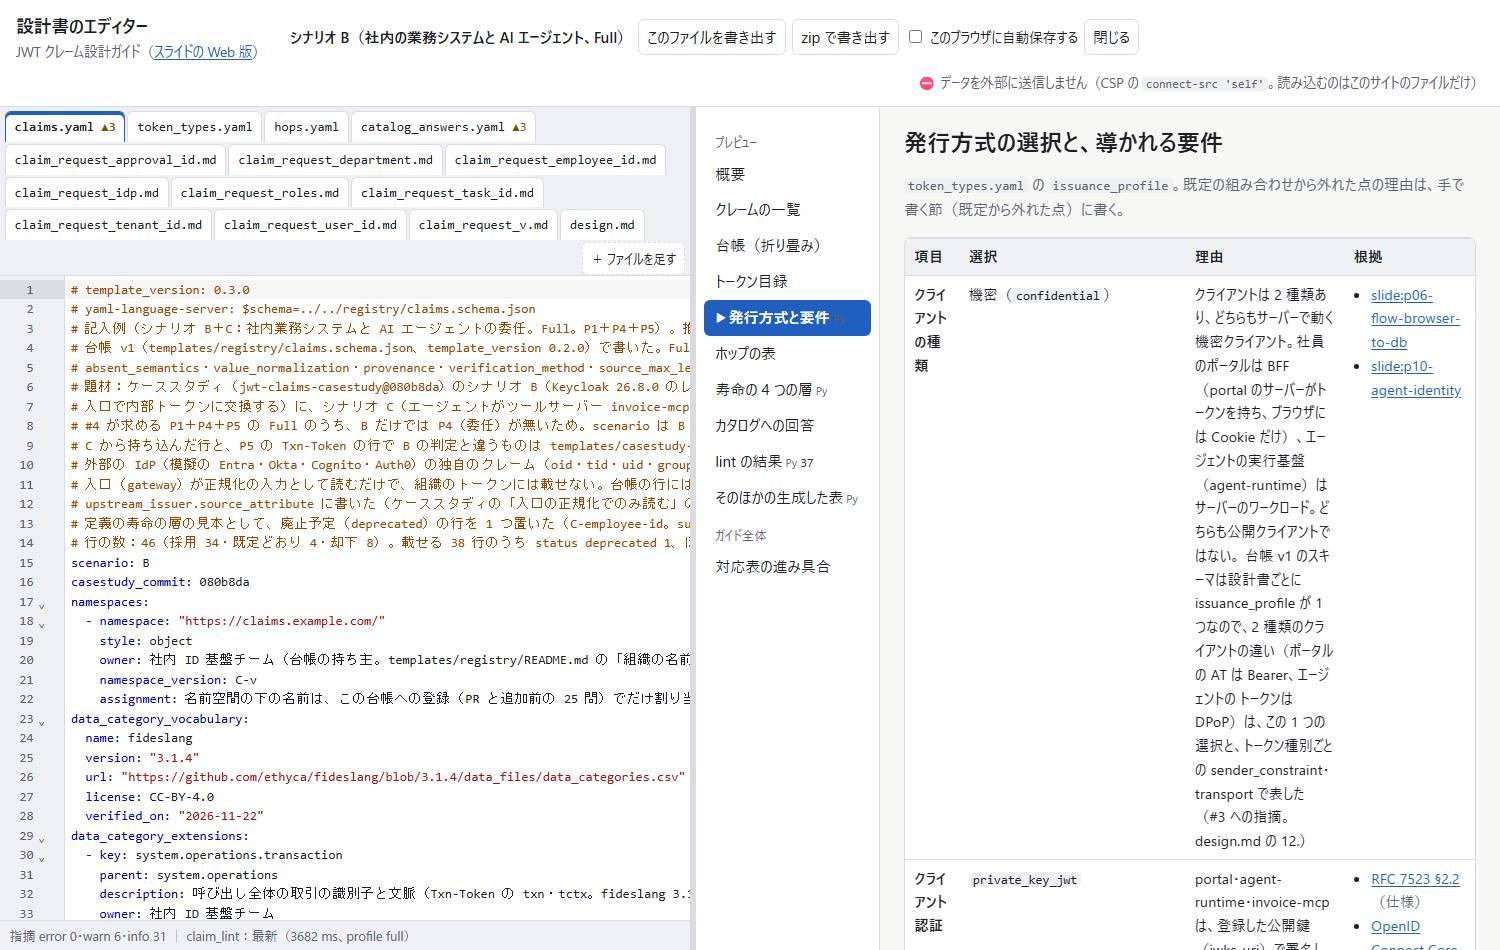 設計書のエディター
JWT クレーム設計ガイド（スライドの Web 版）
シナリオ B（社内の業務システムと AI エージェント、Full） このファイルを書き出す zip で書き出す このブラウザに自動保存する 閉じる
データを外部に送信しません（CSP の connect-src 'self'。読み込むのはこのサイトのファイルだけ）
claims.yaml ▲3 token_types.yaml hops.yaml catalog_answers.yaml ▲3
claim_request_approval_id.md claim_request_department.md claim_request_employee_id.md
claim_request_idp.md claim_request_roles.md claim_request_task_id.md
claim_request_tenant_id.md claim_request_user_id.md claim_request_v.md design.md
+ ファイルを足す
1 # template_version: 0.3.0
2 # yaml-language-server: $schema=../../registry/claims.schema.json
3 # 記入例（シナリオ B+C：社内業務システムと AI エージェントの委任。Full。P1+P4+P5）。
4 # 台帳 v1（templates/registry/claims.schema.json、template_version 0.2.0）で書いた。Ful
5 # absent_semantics・value_normalization・provenance・verification_method・source_max_le
6 # 題材：ケーススタディ（jwt-claims-casestudy@080b8da）のシナリオ B（Keycloak 26.8.0 のレ
7 # 入口で内部トークンに交換する）に、シナリオ C（エージェントがツールサーバー invoice-mcp
8 # #4 が求める P1+P4+P5 の Full のうち、B だけでは P4（委任）が無いため。scenario は B
9 # C から持ち込んだ行と、P5 の Txn-Token の行で B の判定と違うものは templates/casestudy-
10 # 外部の IdP（模擬の Entra・Okta・Cognito・Auth0）の独自のクレーム（oid・tid・uid・group
11 # 入口（gateway）が正規化の入力として読むだけで、組織のトークンには載せない。台帳の行には
12 # upstream_issuer.source_attribute に書いた（ケーススタディの「入口の正規化でのみ読む」の
13 # 定義の寿命の層の見本として、廃止予定（deprecated）の行を 1 つ置いた（C-employee-id。su
14 # 行の数：46（採用 34・既定どおり 4・却下 8）。載せる 38 行のうち status deprecated 1、
15 scenario: B
16 casestudy_commit: 080b8da
17 namespaces:
18 - namespace: "https://claims.example.com/"
19 style: object
20 owner: 社内 ID 基盤チーム（台帳の持ち主。templates/registry/README.md の「組織の名前
21 namespace_version: C-v
22 assignment: 名前空間の下の名前は、この台帳への登録（PR と追加前の 25 問）でだけ割り当
23 data_category_vocabulary:
24 name: fideslang
25 version: "3.1.4"
26 url: "https://github.com/ethyca/fideslang/blob/3.1.4/data_files/data_categories.csv"
27 license: CC-BY-4.0
28 verified_on: "2026-11-22"
29 data_category_extensions:
30 - key: system.operations.transaction
31 parent: system.operations
32 description: 呼び出し全体の取引の識別子と文脈（Txn-Token の txn・tctx。fideslang 3.1
33 owner: 社内 ID 基盤チーム
指摘 error 0・warn 6・info 31 claim_lint：最新（3682 ms、profile full）
プレビュー
概要
クレームの一覧
台帳（折り畳み）
トークン目録
▶ 発行方式と要件 Py
ホップの表
寿命の 4 つの層 Py
カタログへの回答
lint の結果 Py 37
そのほかの生成した表 Py
ガイド全体
対応表の進み具合
発行方式の選択と、導かれる要件
token_types.yaml の issuance_profile。既定の組み合わせから外れた点の理由は、手で
書く節（既定から外れた点）に書く。
項目 選択 理由 根拠
クライ
アント
の種
類
機密（confidential）
クライアントは 2 種類あ
り、どちらもサーバーで動く
機密クライアント。社員
のポータルは BFF
（portal のサーバーがト
ークンを持ち、ブラウザに
は Cookie だけ）、エー
ジェントの実行基盤
（agent-runtime）は
サーバーのワークロード。ど
ちらも公開クライアントで
はない。台帳 v1 のスキ
ーマは設計書ごとに
issuance_profile が 1
つなので、2 種類のクラ
イアントの違い（ポータル
の AT は Bearer、エージ
ェントの トークンは
DPoP）は、この 1 つの
選択と、トークン種別ごと
の sender_constraint・
transport で表した
（#3 への指摘。
design.md の 12.）
slide:p06-
flow-browser-
to-db
slide:p10-
agent-identity
クライ
アント
認証
private_key_jwt
portal・agent-
runtime・invoice-mcp
は、登録した公開鍵
（jwks_uri）で署名し
RFC 7523 §2.2
（仕様）
OpenID
Connect Core